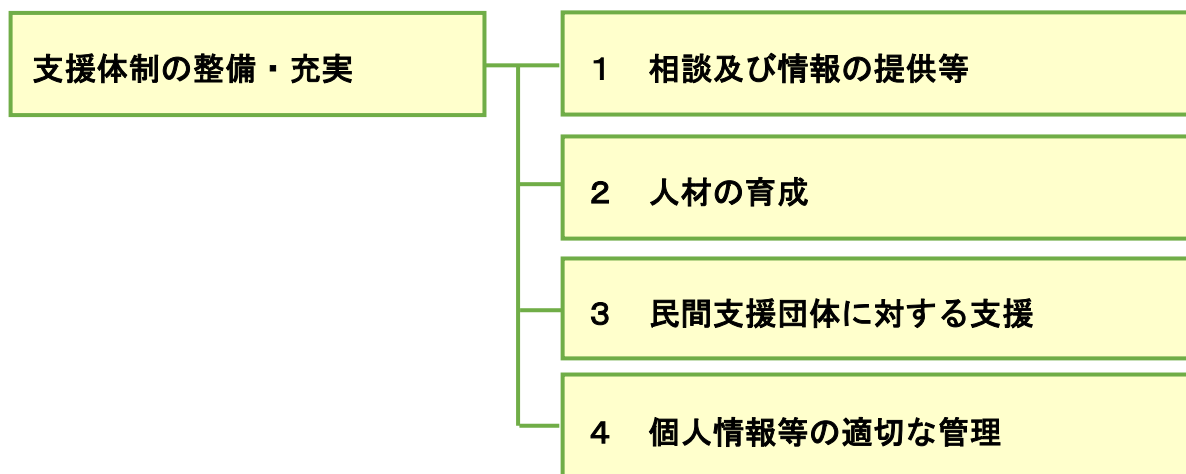 支援体制の整備・充実
１　相談及び情報の提供等
２　人材の育成
３　民間支援団体に対する支援
４　個人情報等の適切な管理